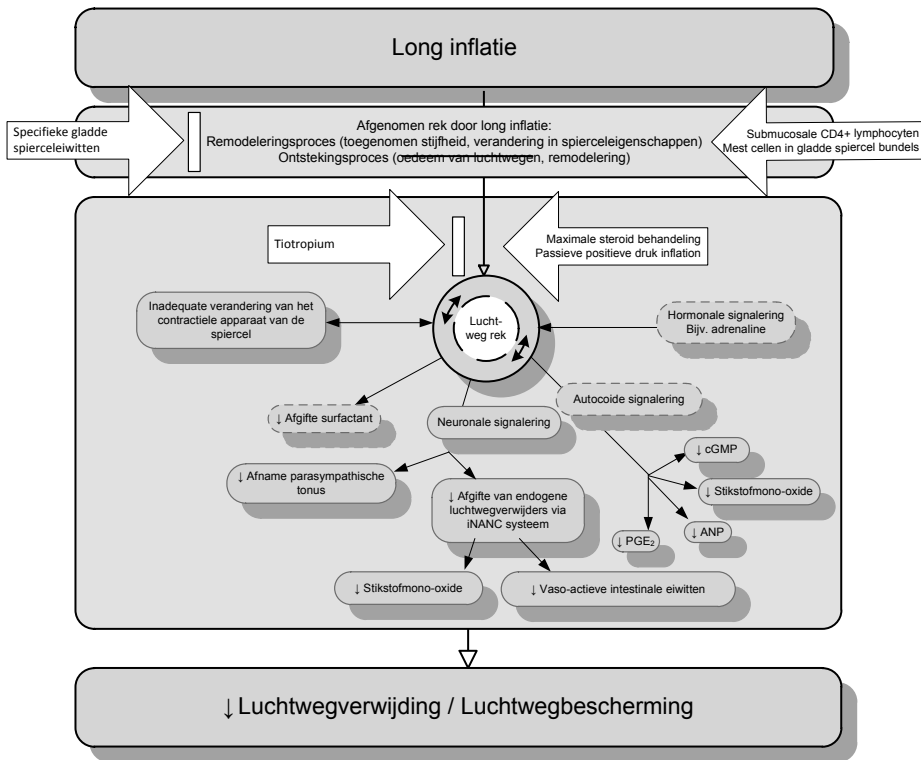 Long inflatie
Specifieke gladde
spierceleiwitten
Afgenomen rek door long inflatie:
Remodeleringsproces (toegenomen stijfheid, verandering in spierceleigenschappen)
Ontstekingsproces (oedeem van luchtwegen, remodelering)
Submucosale CD4+ lymphocyten
Mest cellen in gladde spiercel bundels
Tiotropium
Maximale steroid behandeling
Passieve positieve druk inflation
Inadequate verandering van het
contractiele apparaat van de
spiercel
Lucht-
weg rek
Hormonale signalering
Bijv. adrenaline
↓ Afgifte surfactant
Neuronale signalering
Autocoide signalering
↓ Afname parasympathische
tonus
↓ Afgifte van endogene
luchtwegverwijders via
iNANC systeem
↓ cGMP
↓ Stikstofmono-oxide
↓ ANP
↓ PGE₂
↓ Stikstofmono-oxide
↓ Vaso-actieve intestinale eiwitten
↓ Luchtwegverwijding / Luchtwegbescherming